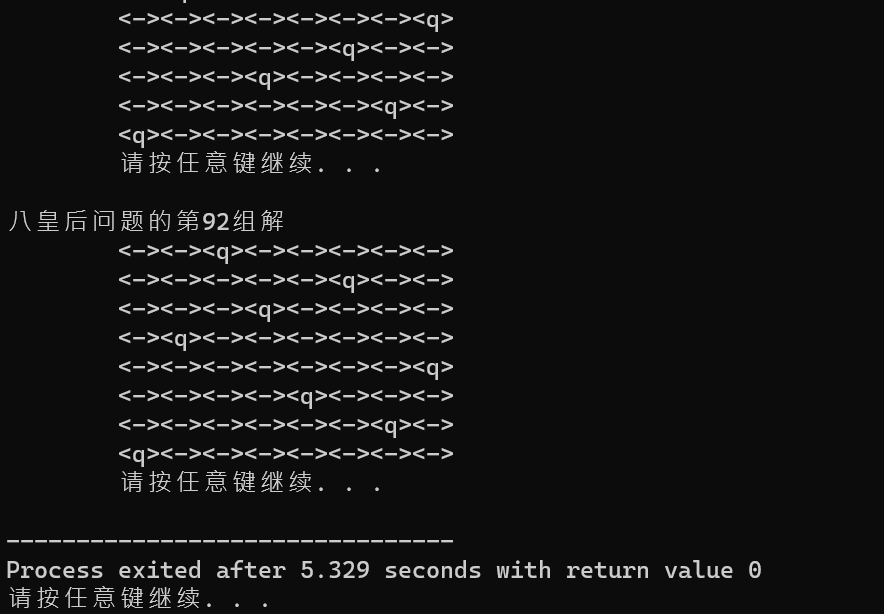 <-><-><-><-><-><-><-><q>
<-><-><-><-><-><q><-><->
<-><-><-><q><-><-><-><->
<-><-><-><-><-><-><q><->
<q><-><-><-><-><-><-><->
请按任意键继续. . .
八皇后问题的第92组解
<-><-><q><-><-><-><-><->
<-><-><-><-><-><q><-><->
<-><-><-><q><-><-><-><->
<-><q><-><-><-><-><-><->
<-><-><-><-><-><-><-><q>
<-><-><-><-><q><-><-><->
<-><-><-><-><-><-><q><->
<q><-><-><-><-><-><-><->
请按任意键继续. . .
--------------------------------
Process exited after 5.329 seconds with return value 0
请按任意键继续. . .